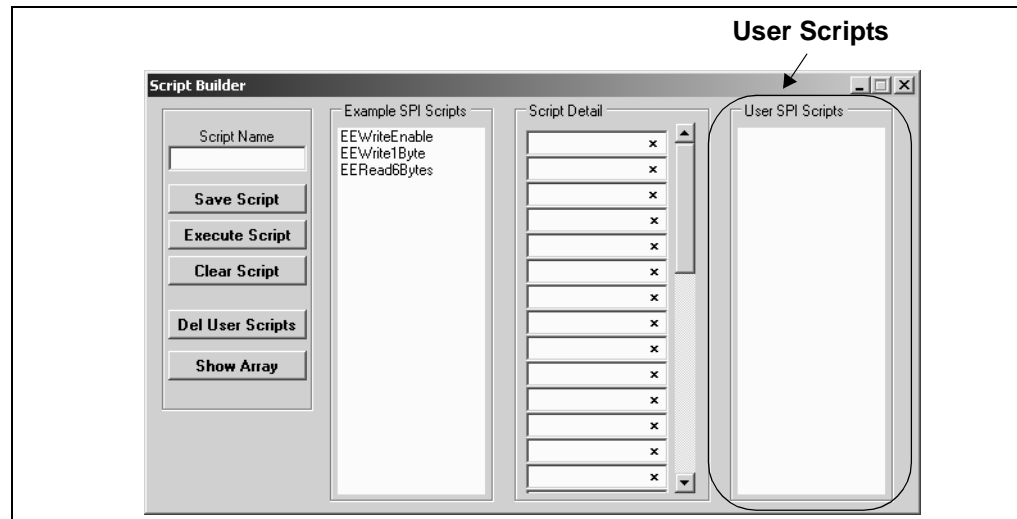 User Scripts
Script Builder
Script Name
Save Script
Execute Script
Clear Script
Del User Scripts
Show Array
Example SPI Scripts
EEWriteEnable
EEWrite1Byte
EERead6Bytes
Script Detail
x
x
x
x
x
x
x
x
x
x
x
x
x
x
User SPI Scripts